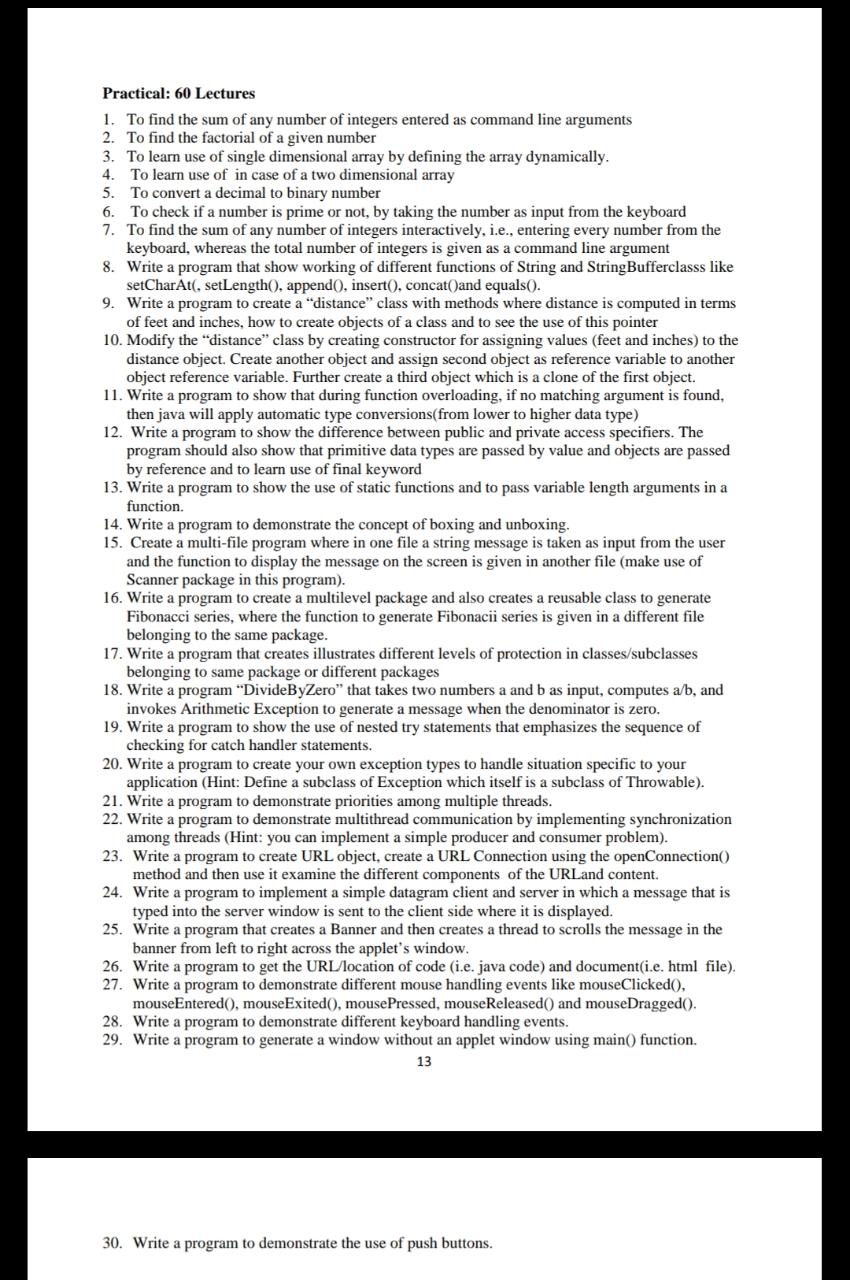 Practical: 60 Lectures
1. To find the sum of any number of integers entered as command line arguments
2. To find the factorial of a given number
3. To learn use of single dimensional array by defining the array dynamically.
4. To learn use of in case of a two dimensional array
5. To convert a decimal to binary number
6. To check if a number is prime or not, by taking the number as input from the keyboard
7. To find the sum of any number of integers interactively, i.e., entering every number from the
keyboard, whereas the total number of integers is given as a command line argument
8. Write a program that show working of different functions of String and StringBufferclasss like
setCharAt(, setLength(), append(), insert(), concat()and equals().
9. Write a program to create a “distance” class with methods where distance is computed in terms
of feet and inches, how to create objects of a class and to see the use of this pointer
10. Modify the “distance” class by creating constructor for assigning values (feet and inches) to the
distance object. Create another object and assign second object as reference variable to another
object reference variable. Further create a third object which is a clone of the first object.
11. Write a program to show that during function overloading, if no matching argument is found,
then java will apply automatic type conversions(from lower to higher data type)
12. Write a program to show the difference between public and private access specifiers. The
program should also show that primitive data types are passed by value and objects are passed
by reference and to learn use of final keyword
13. Write a program to show the use of static functions and to pass variable length arguments in a
function.
14. Write a program to demonstrate the concept of boxing and unboxing.
15. Create a multi-file program where in one file a string message is taken as input from the user
and the function to display the message on the screen is given in another file (make use of
Scanner package in this program).
16. Write a program to create a multilevel package and also creates a reusable class to generate
Fibonacci series, where the function to generate Fibonacii series is given in a different file
belonging to the same package.
17. Write a program that creates illustrates different levels of protection in classes/subclasses
belonging to same package or different packages
18. Write a program “DivideByZero” that takes two numbers a and b as input, computes a/b, and
invokes Arithmetic Exception to generate a message when the denominator is zero.
19. Write a program to show the use of nested try statements that emphasizes the sequence of
checking for catch handler statements.
20. Write a program to create your own exception types to handle situation specific to your
application (Hint: Define a subclass of Exception which itself is a subclass of Throwable).
21. Write a program to demonstrate priorities among multiple threads.
22. Write a program to demonstrate multithread communication by implementing synchronization
among threads (Hint: you can implement a simple producer and consumer problem).
23. Write a program to create URL object, create a URL Connection using the openConnection()
method and then use it examine the different components of the URLand content.
24. Write a program to implement a simple datagram client and server in which a message that is
typed into the server window is sent to the client side where it is displayed.
25. Write a program that creates a Banner and then creates a thread to scrolls the message in the
banner from left to right across the applet’s window.
26. Write a program to get the URL/location of code (i.e. java code) and document(i.e. html file).
27. Write a program to demonstrate different mouse handling events like mouseClicked(),
mouseEntered(), mouseExited(), mousePressed, mouseReleased() and mouseDragged().
28. Write a program to demonstrate different keyboard handling events.
29. Write a program to generate a window without an applet window using main() function.
13
30. Write a program to demonstrate the use of push buttons.